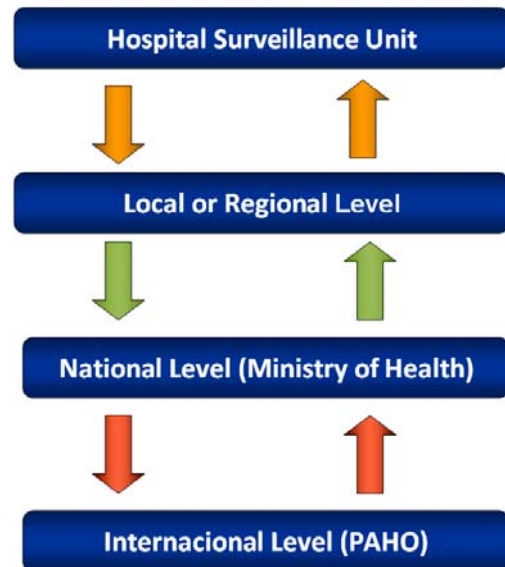 Hospital Surveillance Unit
Local or Regional Level
National Level (Ministry of Health)
Internacional Level (PAHO)